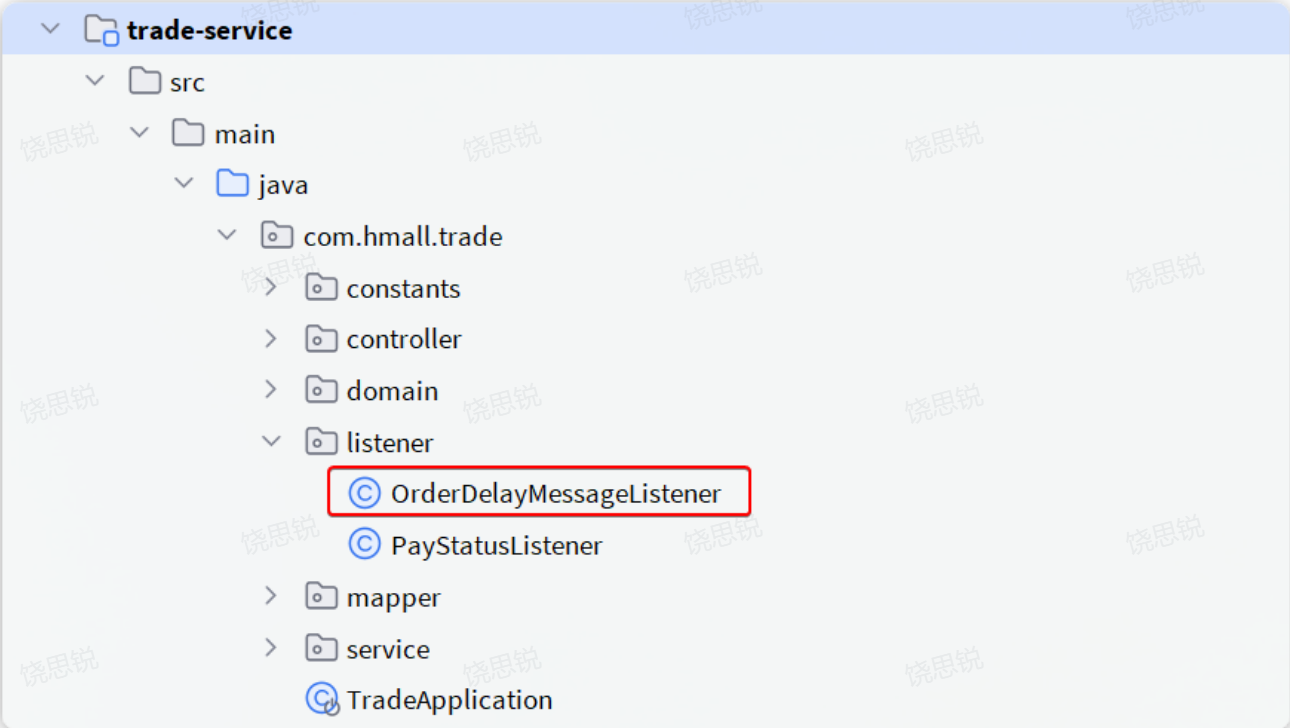 trade-service
src
main
java
com.hmall.trade
constants
controller
domain
listener
OrderDelayMessageListener
PayStatusListener
mapper
service
TradeApplication
饶思锐